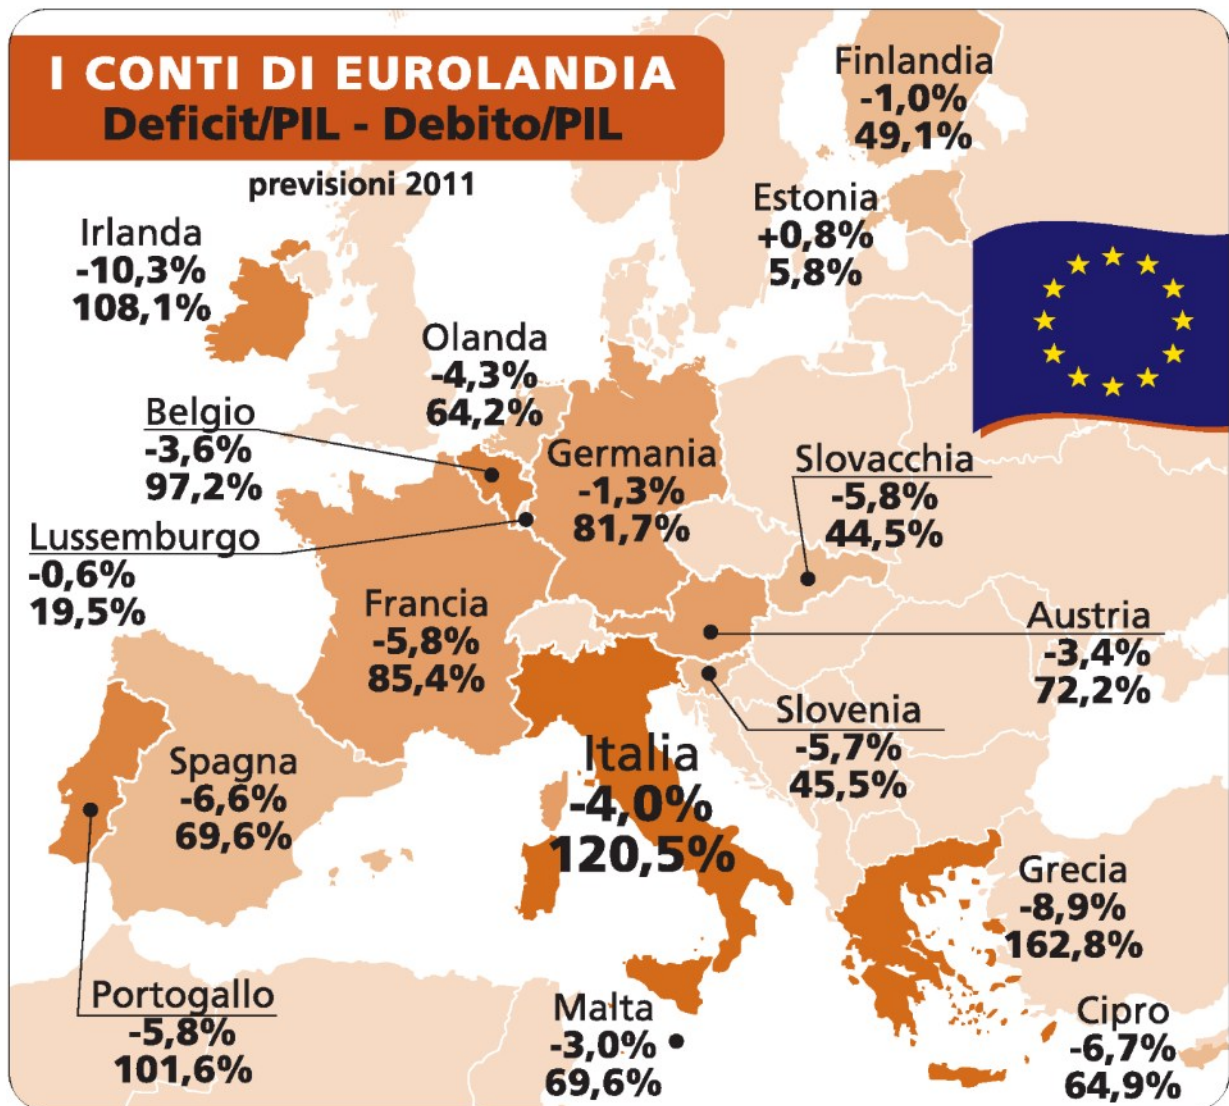 I CONTI DI EUROLANDIA
Deficit/PIL - Debito/PIL
previsioni 2011
Finlandia
-1,0%
49,1%
Estonia
+0,8%
5,8%
Irlanda
-10,3%
108,1%
Olanda
-4,3%
64,2%
Belgio
-3,6%
97,2%
Germania
-1,3%
81,7%
Slovacchia
-5,8%
44,5%
Lussemburgo
-0,6%
19,5%
Francia
-5,8%
85,4%
Austria
-3,4%
72,2%
Slovenia
-5,7%
45,5%
Spagna
-6,6%
69,6%
Italia
-4,0%
120,5%
Grecia
-8,9%
162,8%
Portogallo
-5,8%
101,6%
Malta
-3,0%
69,6%
Cipro
-6,7%
64,9%